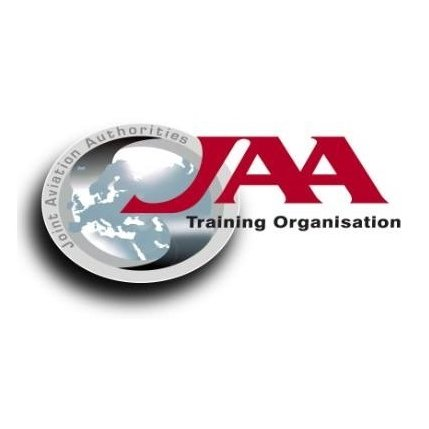 Joint Aviation Authorities
JAA
Training Organisation